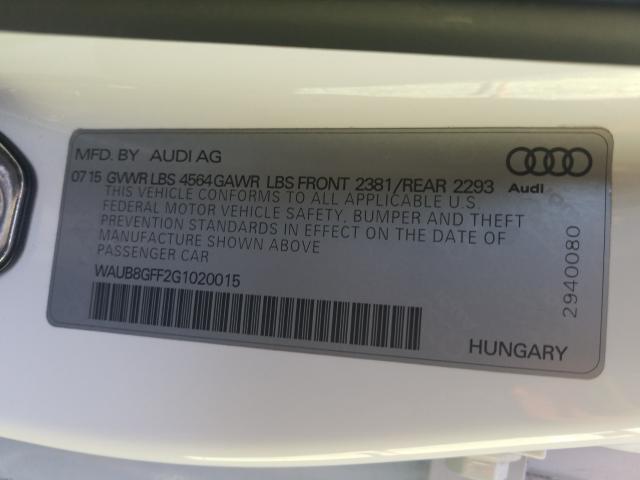 MFD. BY AUDI AG
07 15 GVWR LBS 4564 GAWR LBS FRONT 2381/REAR 2293
THIS VEHICLE CONFORMS TO ALL APPLICABLE U.S.
FEDERAL MOTOR VEHICLE SAFETY, BUMPER AND THEFT
PREVENTION STANDARDS IN EFFECT ON THE DATE OF
MANUFACTURE SHOWN ABOVE
PASSENGER CAR
WAUB8GFF2G1020015
Audi
2940080
HUNGARY